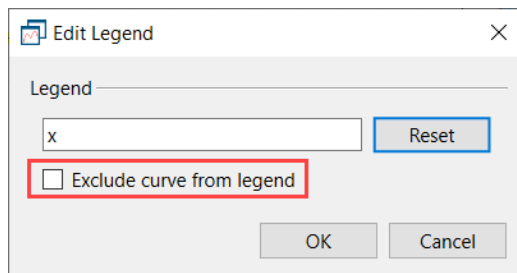 Edit Legend
Legend
x
Reset
Exclude curve from legend
OK
Cancel